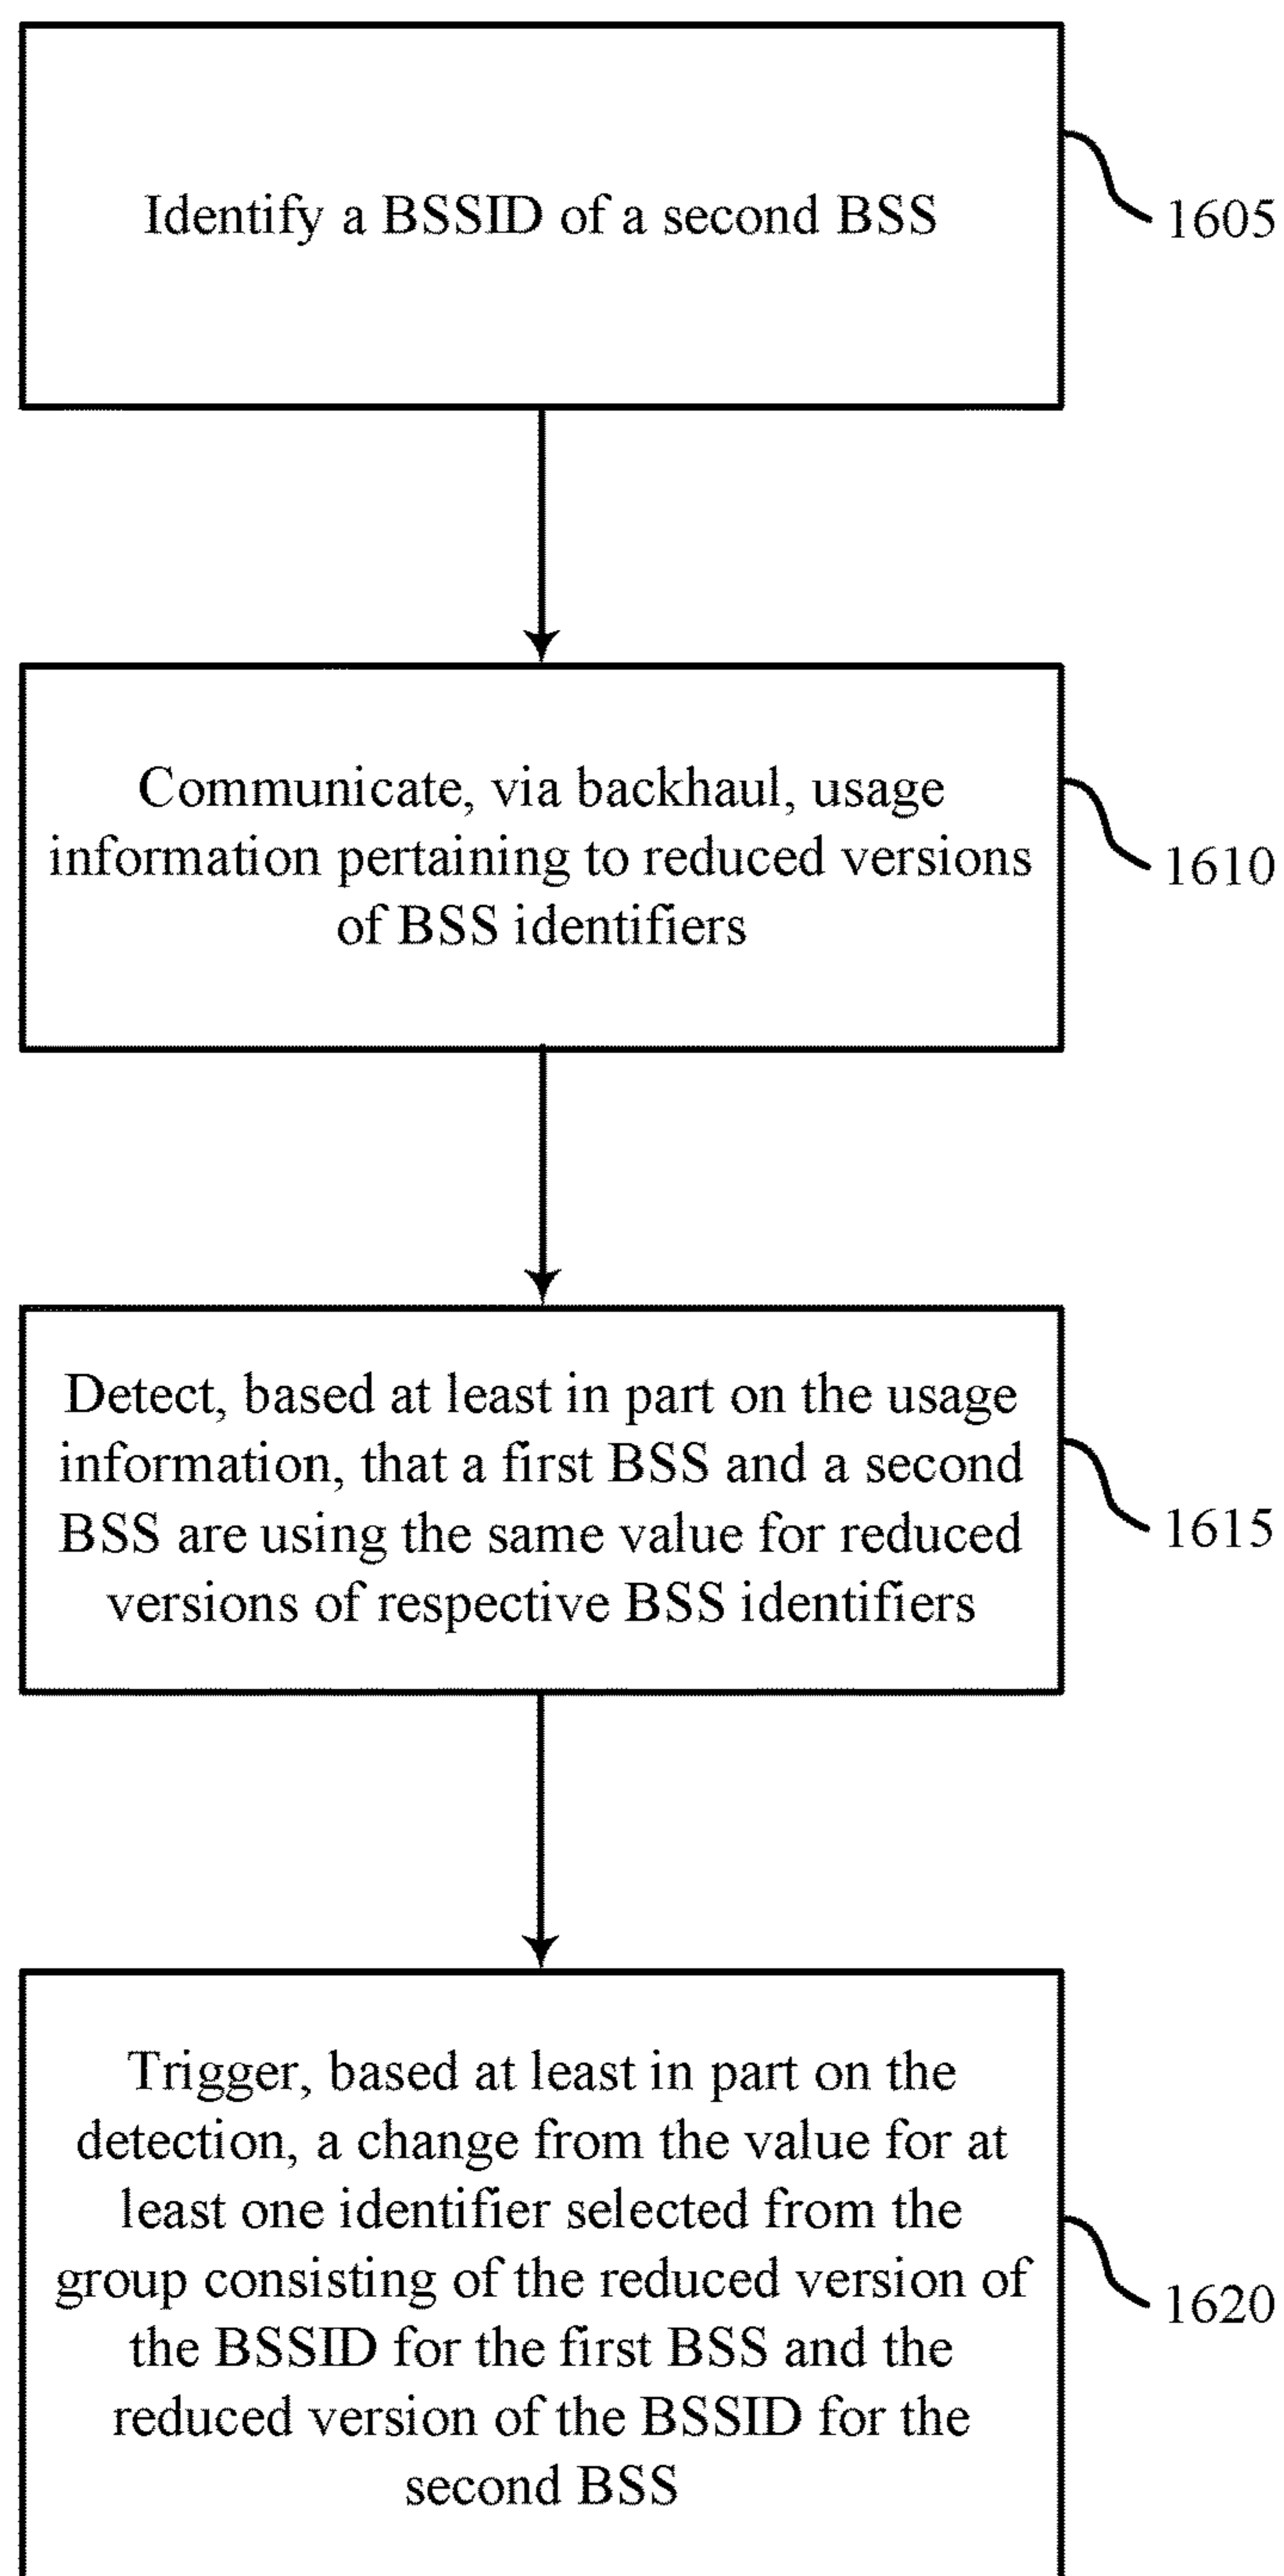 Identify a BSSID of a second BSS
1605
Communicate, via backhaul, usage
information pertaining to reduced versions
of BSS identifiers
1610
Detect, based at least in part on the usage
information, that a first BSS and a second
BSS are using the same value for reduced
versions of respective BSS identifiers
1615
Trigger, based at least in part on the
detection, a change from the value for at
least one identifier selected from the
group consisting of the reduced version of
the BSSID for the first BSS and the
reduced version of the BSSID for the
second BSS
1620